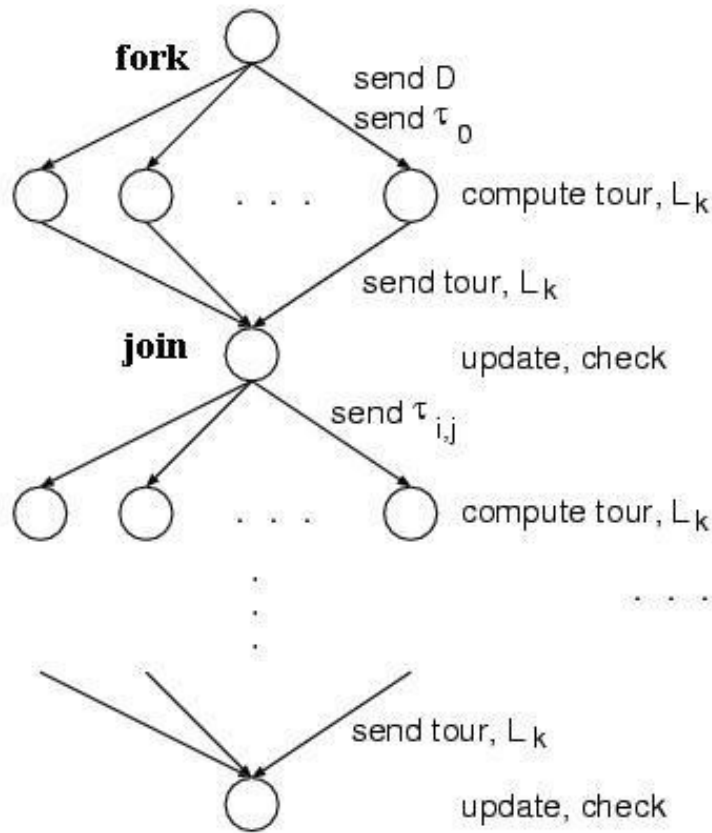 fork
send D
send τ0
. . .
compute tour, Lk
send tour, Lk
join
update, check
send τi,j
. . .
compute tour, Lk
.
.
.
. . .
send tour, Lk
update, check